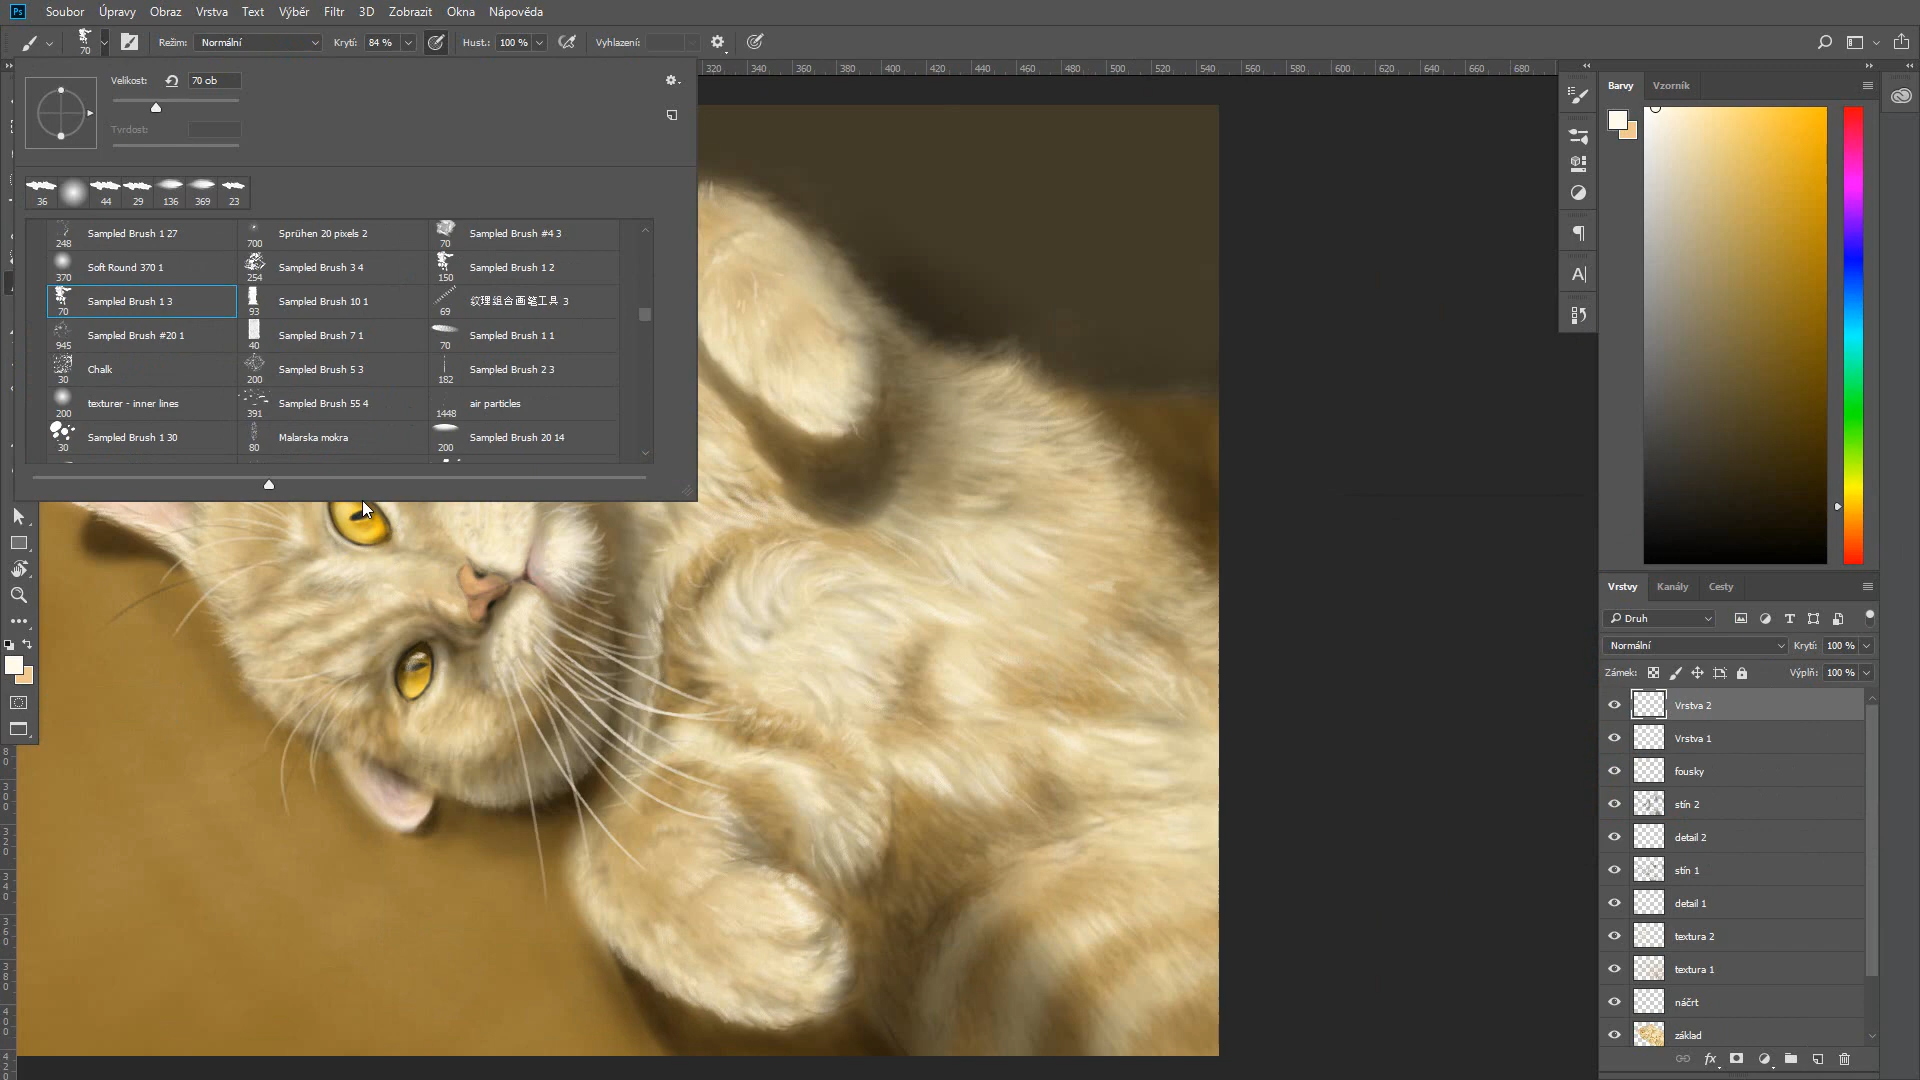 Ps Soubor Úpravy Obraz Vrstva Text Výběr Filtr 3D Zobrazit Okna Nápověda
70 Režim: Normální Krytí: 84 % Hust.: 100 % Vyhlazení:
Velikost: 70 ob
Tvrdost:
36 44 29 136 369 23
248 Sampled Brush 1 27 700 Sprühen 20 pixels 2 70 Sampled Brush #4 3
370 Soft Round 370 1 254 Sampled Brush 3 4 150 Sampled Brush 1 2
70 Sampled Brush 1 3 93 Sampled Brush 10 1 69 纹理组合画笔工具 3
945 Sampled Brush #20 1 40 Sampled Brush 7 1 70 Sampled Brush 1 1
30 Chalk 200 Sampled Brush 5 3 182 Sampled Brush 2 3
200 texturer - inner lines 391 Sampled Brush 55 4 1448 air particles
30 Sampled Brush 1 30 80 Malarska mokra 200 Sampled Brush 20 14
320 340 360 380 400 420 440 460 480 500 520 540 560 580 600 620 640 660 680
Barvy Vzorník
Vrstvy Kanály Cesty
Druh
Normální Krytí: 100 %
Zámek: Výplň: 100 %
Vrstva 2
Vrstva 1
fousky
stín 2
detail 2
stín 1
detail 1
textura 2
textura 1
náčrt
základ
fx